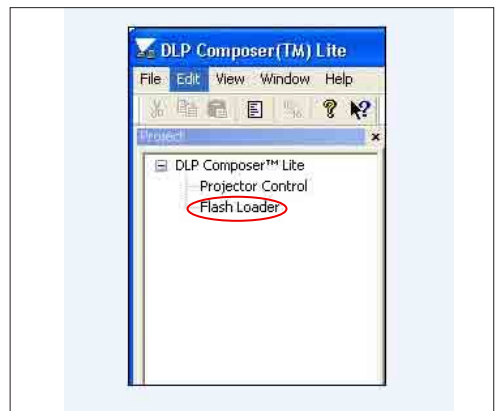 DLP Composer(TM) Lite
File Edit View Window Help
Project
DLP Composer™ Lite
Projector Control
Flash Loader